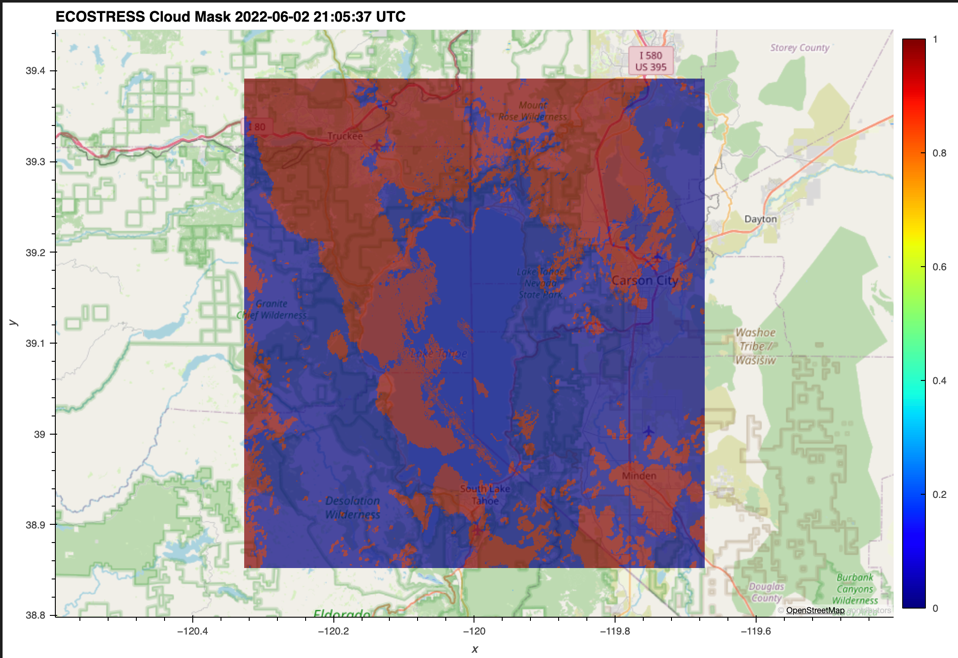 ECOSTRESS Cloud Mask 2022-06-02 21:05:37 UTC
I 580
US 395
Storey County
1
39.4
Mount
Rose Wilderness
I 80
Truckee
39.3
0.8
Dayton
39.2
Lake Tahoe
Nevada
State Park
Carson City
0.6
Granite
Chief Wilderness
y
39.1
Washoe
Tribe //
Wašišiw
0.4
39
Minden
South Lake
Tahoe
Desolation
Wilderness
0.2
38.9
Douglas
County
Burbank
Canyons
Wilderness
Eldorado
© OpenStreetMap
38.8
0
−120.4
−120.2
−120
−119.8
−119.6
x